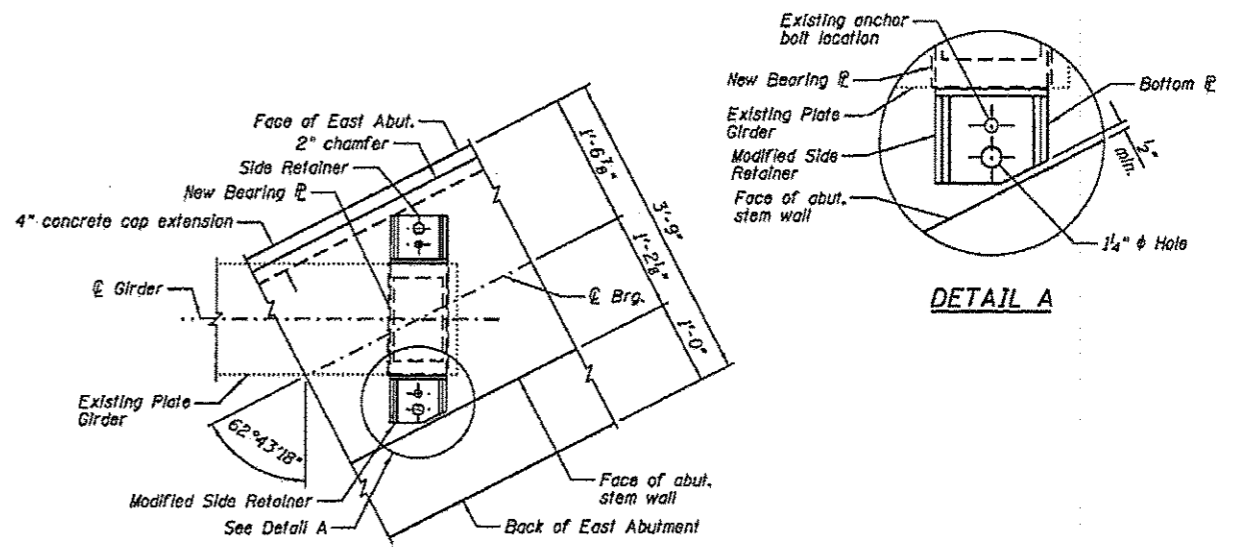 Face of East Abut.
2" chamfer
Side Retainer
New Bearing ℄
4" concrete cap extension
℄ Girder
Existing Plate
Girder
62°43'18"
Modified Side Retainer
See Detail A
Back of East Abutment
Face of abut.
stem wall
℄ Brg.
1'-6⅞"
1'-2⅛"
1'-0"
3'-9"
Existing anchor
bolt location
New Bearing ℄
Existing Plate
Girder
Modified Side
Retainer
Face of abut.
stem wall
Bottom ℄
½"
min.
1¼" ϕ Hole
DETAIL A